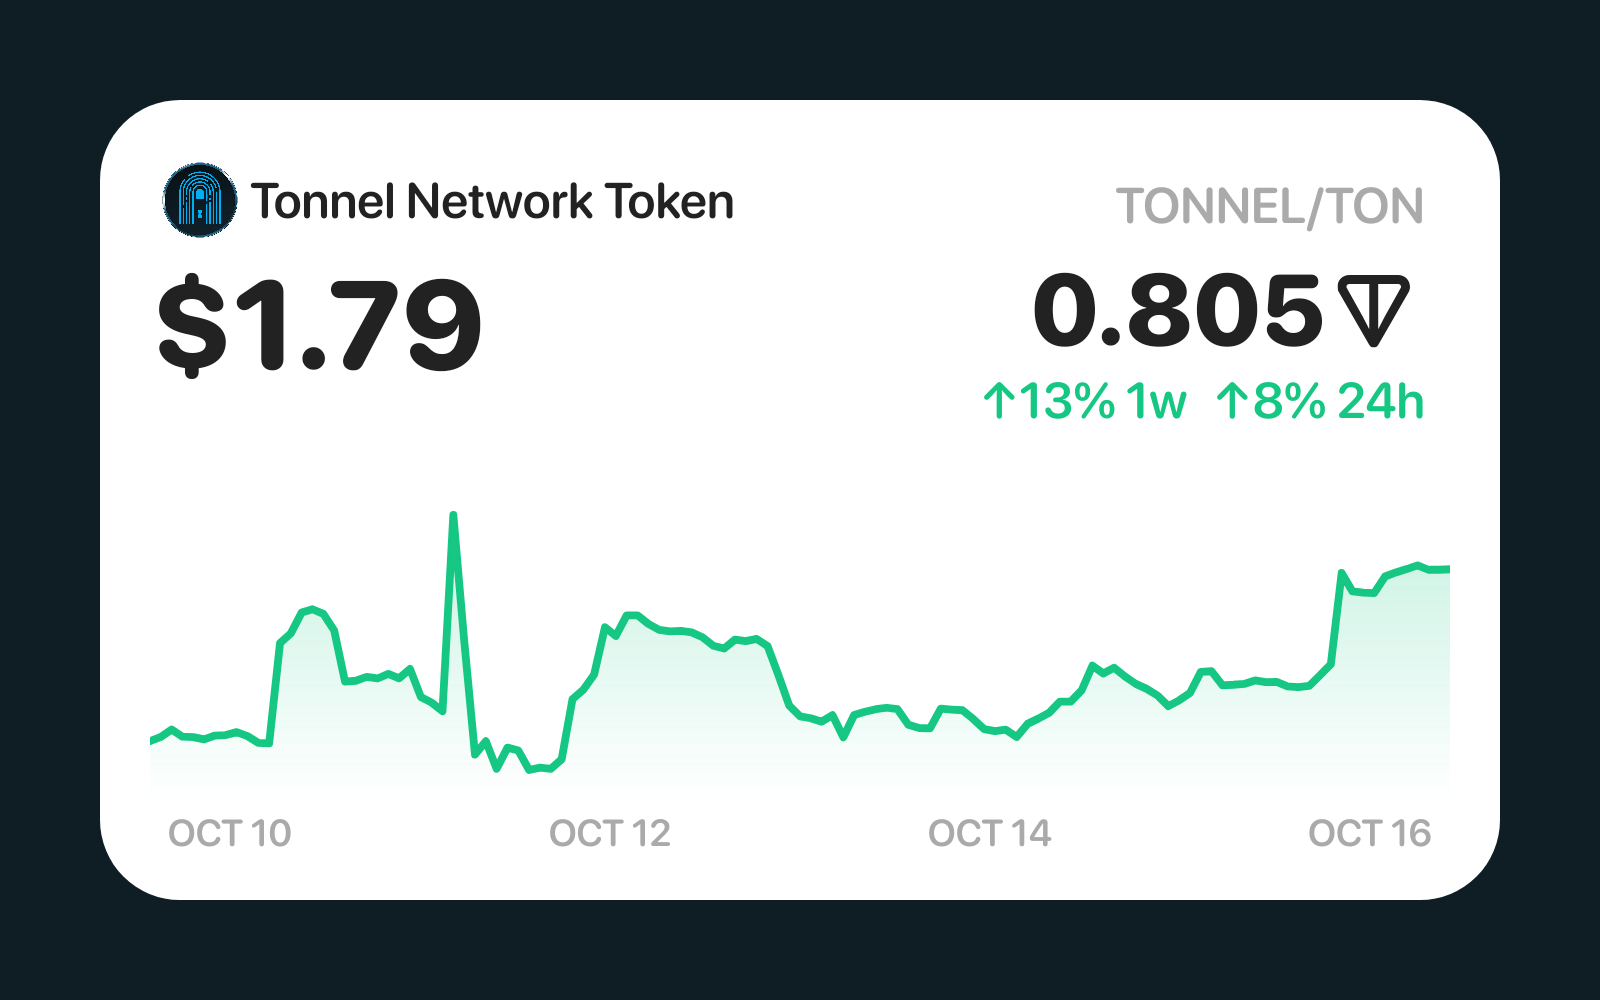 Tonnel Network Token
TONNEL/TON
$1.79
0.805
↑13% 1w ↑8% 24h
OCT 10
OCT 12
OCT 14
OCT 16